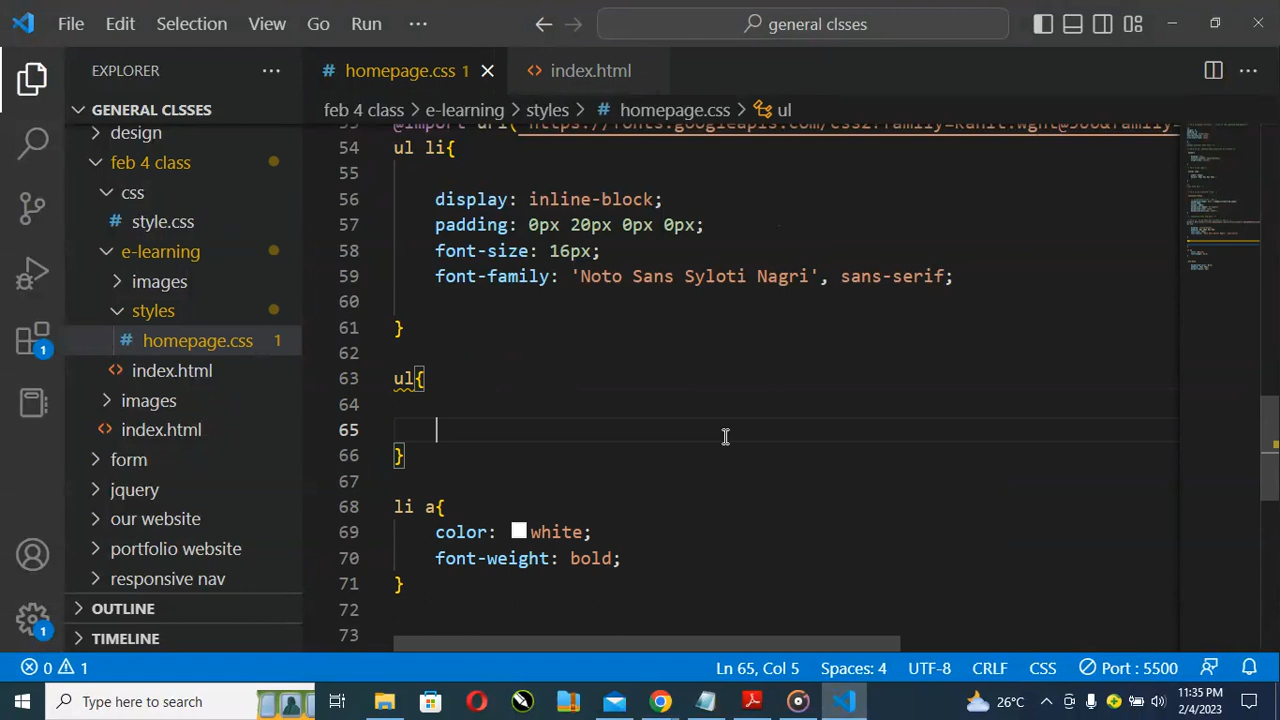 File Edit Selection View Go Run ··· general clsses
EXPLORER ···
GENERAL CLSSES
design
feb 4 class
css
style.css
e-learning
images
styles
homepage.css 1
index.html
images
index.html
form
jquery
our website
portfolio website
responsive nav
OUTLINE
TIMELINE
1
1
# homepage.css 1 <> index.html ···
feb 4 class > e-learning > styles > # homepage.css > ul
54 ul li{
55
56 display: inline-block;
57 padding: 0px 20px 0px 0px;
58 font-size: 16px;
59 font-family: 'Noto Sans Syloti Nagri', sans-serif;
60
61 }
62
63 ul{
64
65
66 }
67
68 li a{
69 color: white;
70 font-weight: bold;
71 }
72
73
0 1 Ln 65, Col 5 Spaces: 4 UTF-8 CRLF CSS Port : 5500
Type here to search 26°C 11:35 PM
2/4/2023